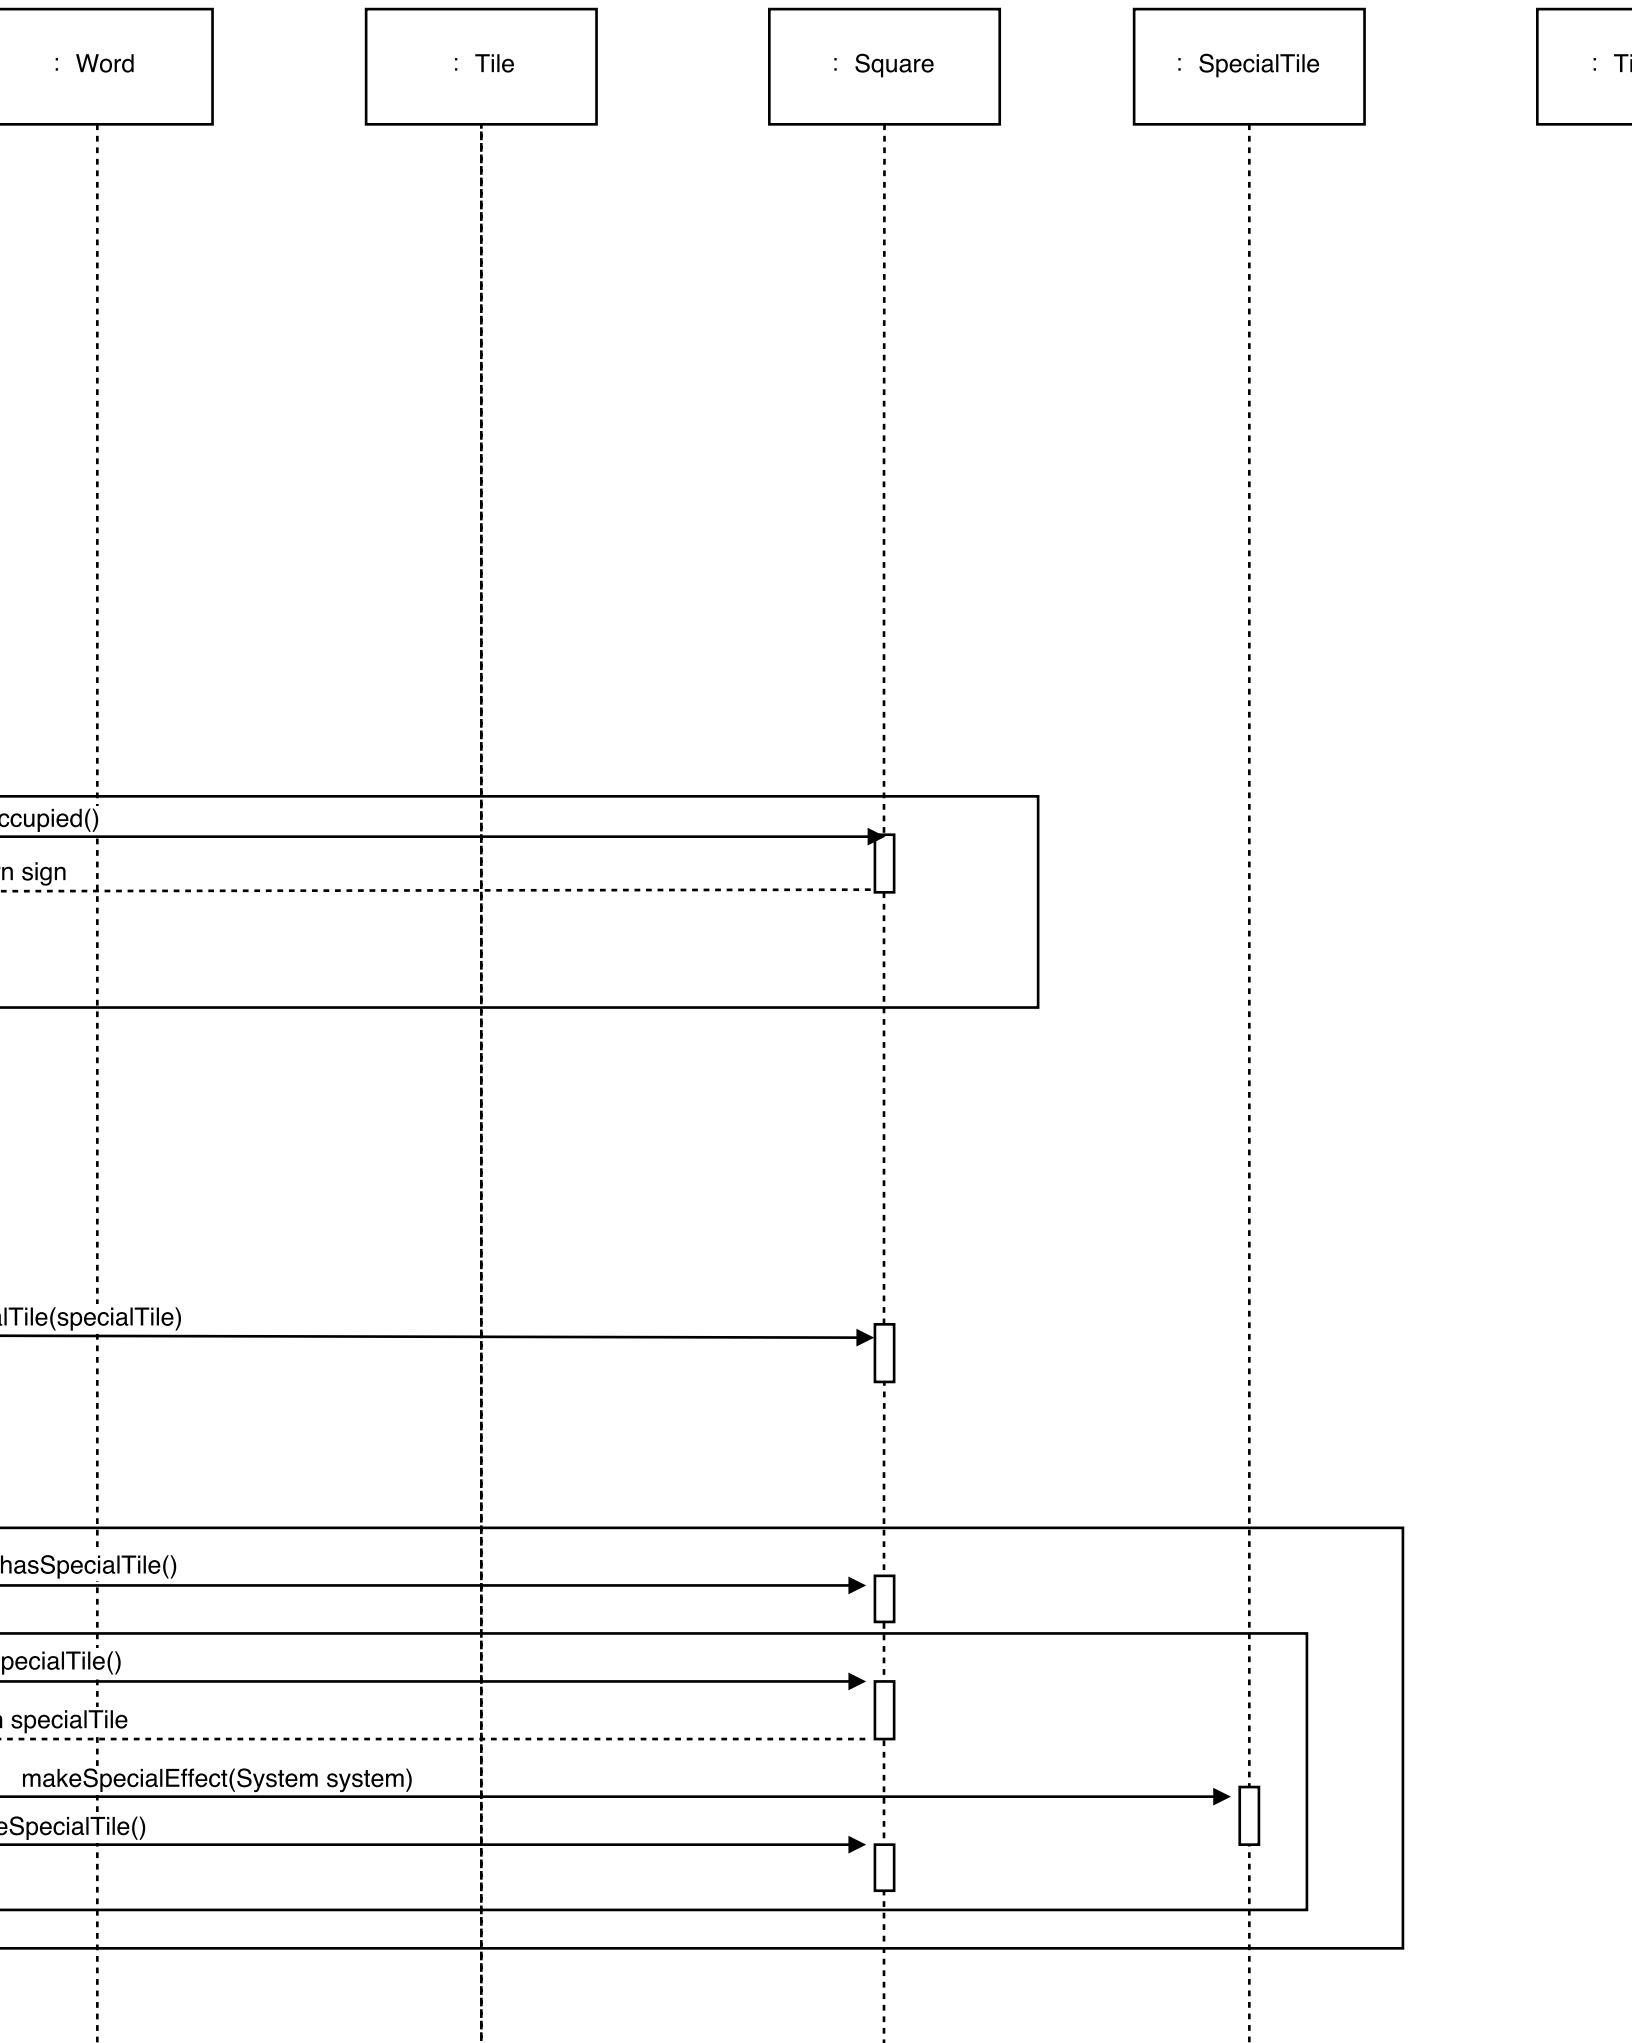 : Word
: Tile
: Square
: SpecialTile
: Ti
ccupied()
n sign
lTile(specialTile)
hasSpecialTile()
pecialTile()
specialTile
makeSpecialEffect(System system)
eSpecialTile()